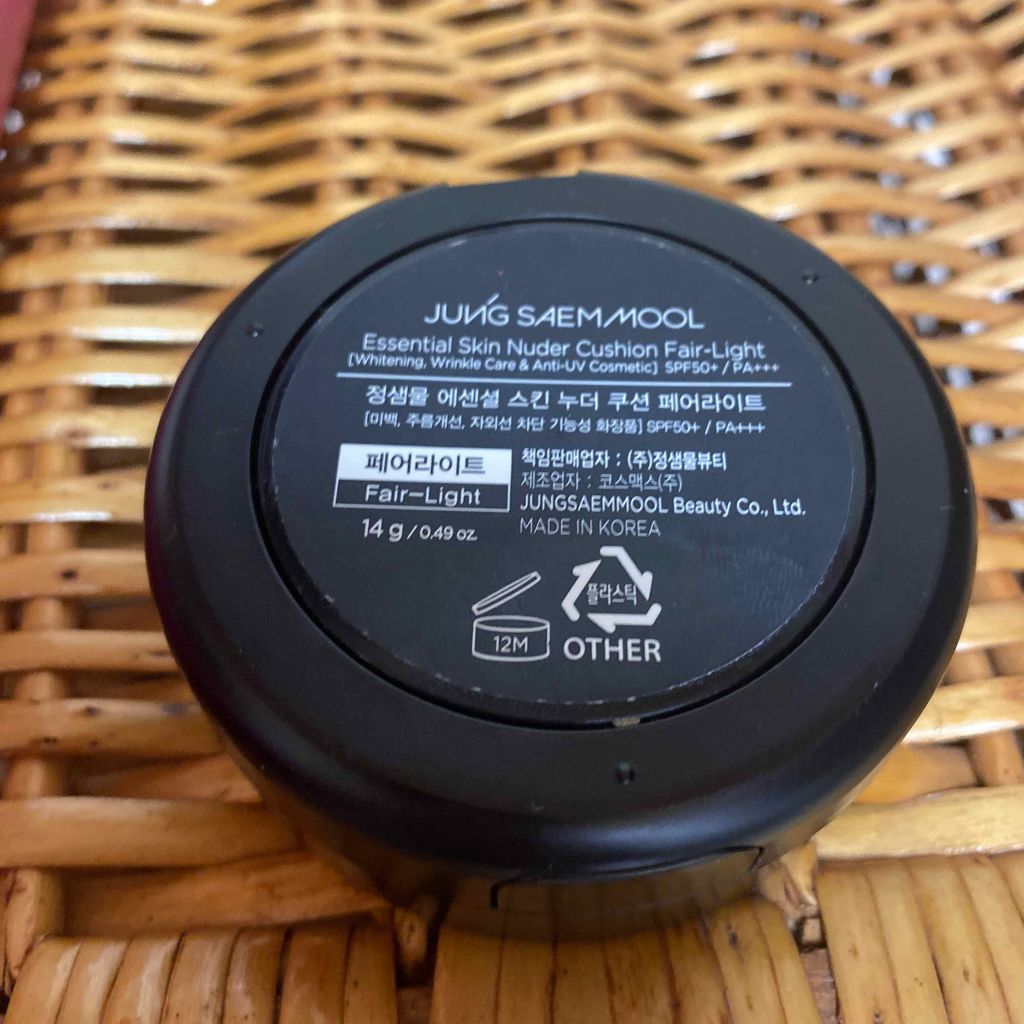 JUNG SAEMMOOL
Essential Skin Nuder Cushion Fair-Light
[Whitening, Wrinkle Care & Anti-UV Cosmetic] SPF50+ / PA+++
정샘물 에센셜 스킨 누더 쿠션 페어라이트
[미백, 주름개선, 자외선 차단 기능성 화장품] SPF50+ / PA+++
페어라이트
Fair-Light
14 g / 0.49 oz.
책임판매업자 : (주)정샘물뷰티
제조업자 : 코스맥스(주)
JUNGSAEMMOOL Beauty Co., Ltd.
MADE IN KOREA
12M
플라스틱
OTHER